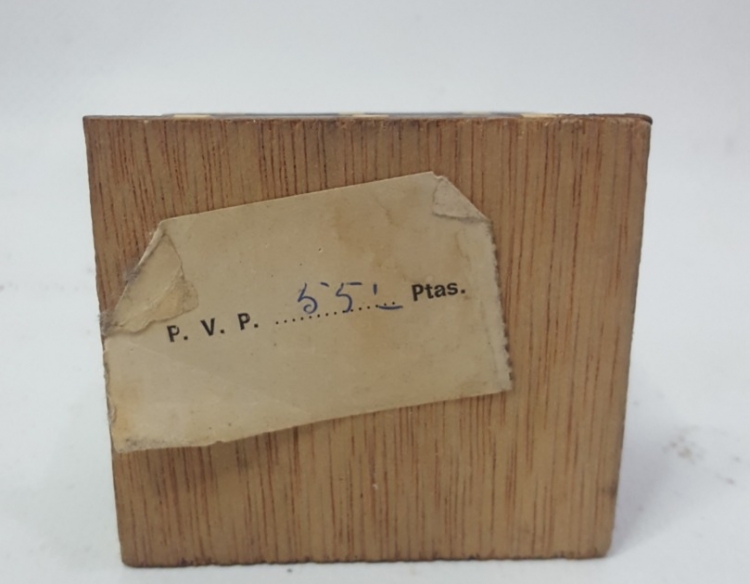 P. V. P. 55'- Ptas.